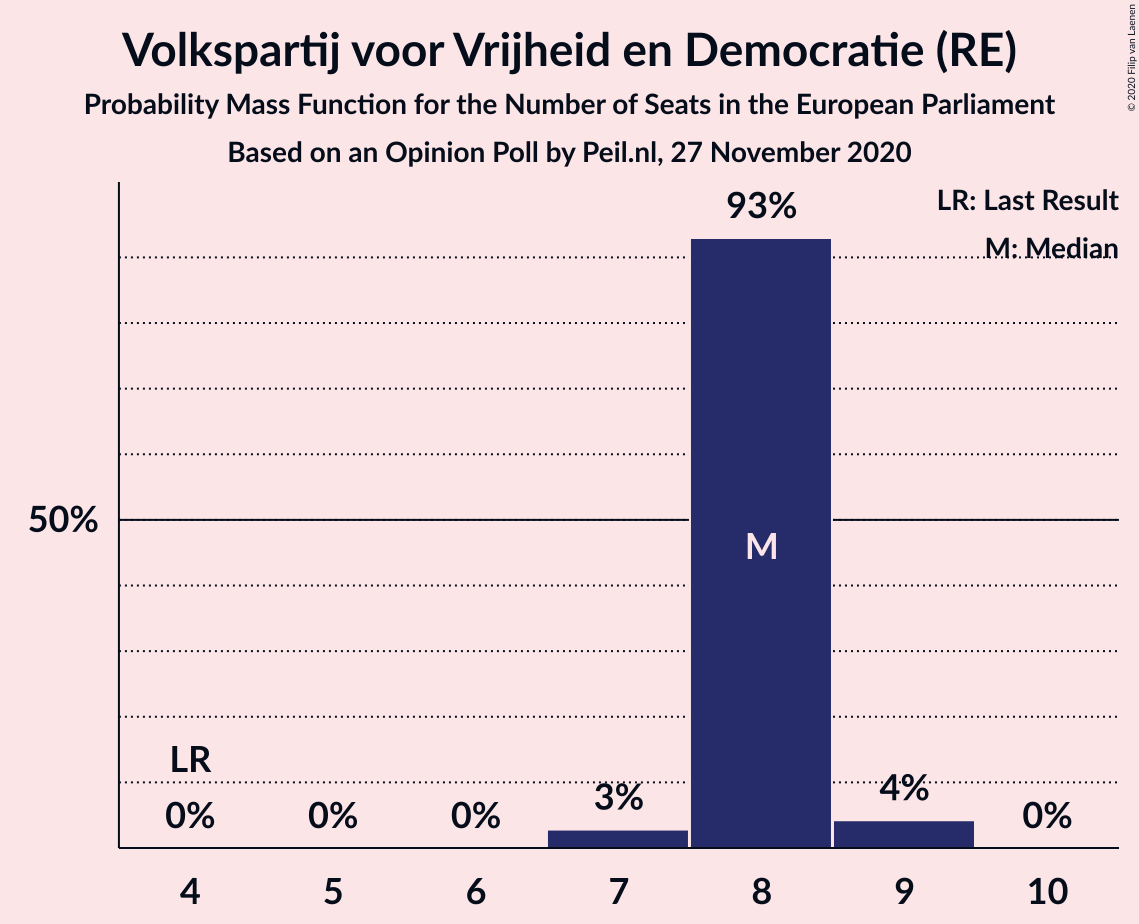 Volkspartij voor Vrijheid en Democratie (RE)
Probability Mass Function for the Number of Seats in the European Parliament
Based on an Opinion Poll by Peil.nl, 27 November 2020
© 2020 Filip van Laenen
LR: Last Result
M: Median
93%
50%
M
LR
0%
0%
0%
3%
4%
0%
4
5
6
7
8
9
10